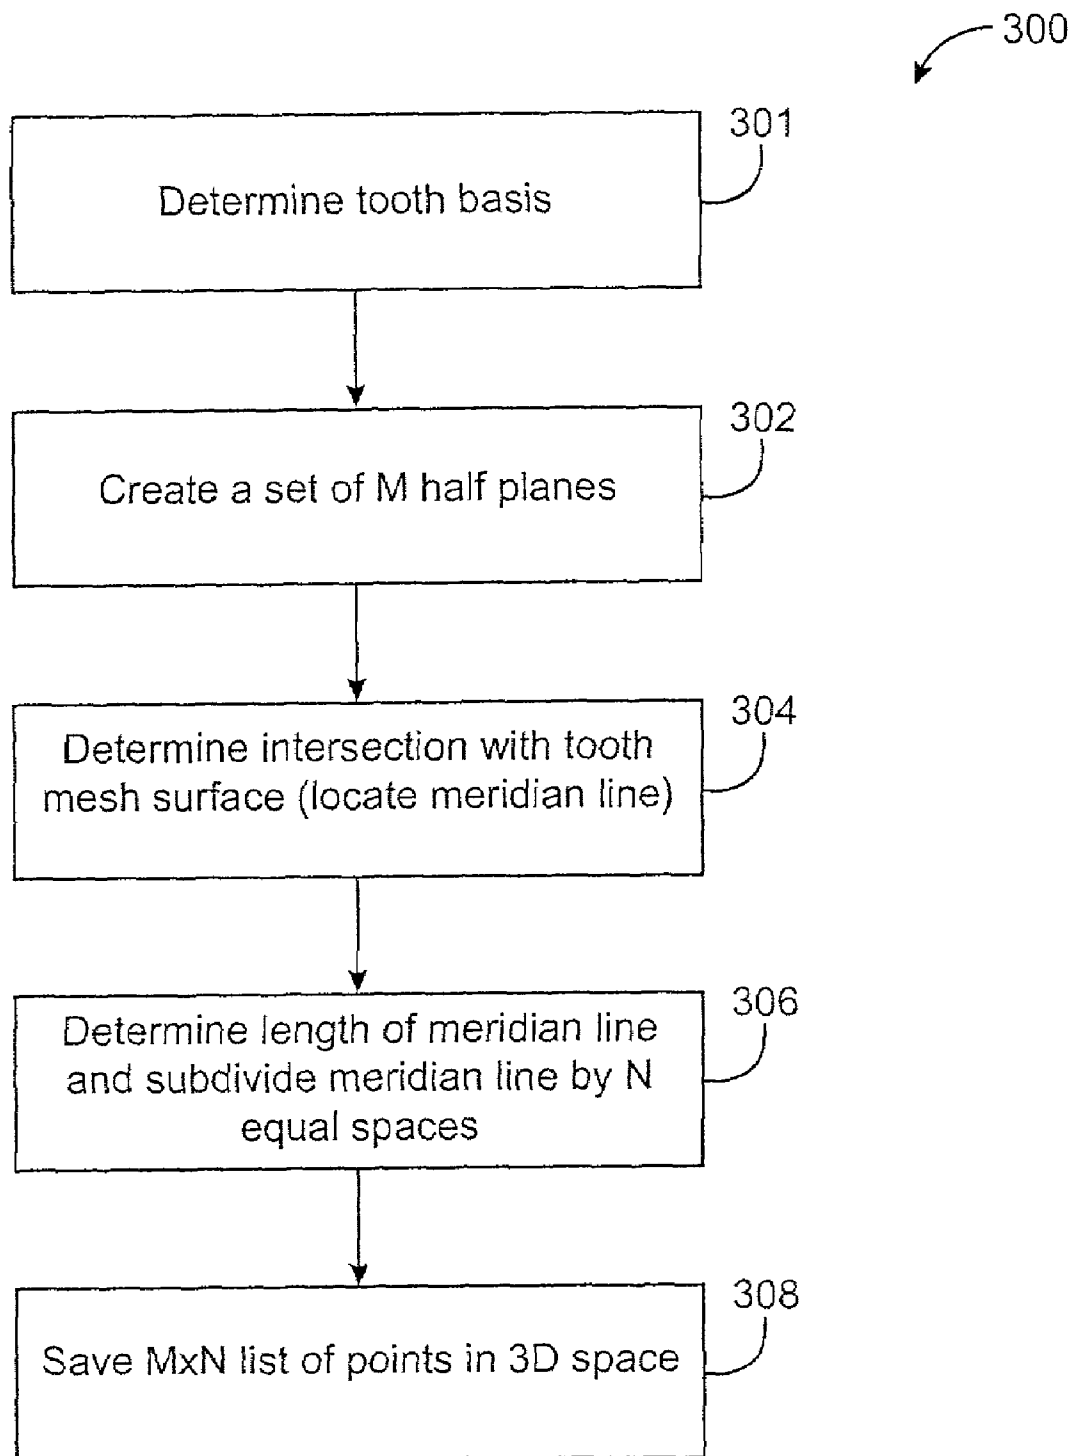 300
301
Determine tooth basis
302
Create a set of M half planes
304
Determine intersection with tooth
mesh surface (locate meridian line)
306
Determine length of meridian line
and subdivide meridian line by N
equal spaces
308
Save MxN list of points in 3D space